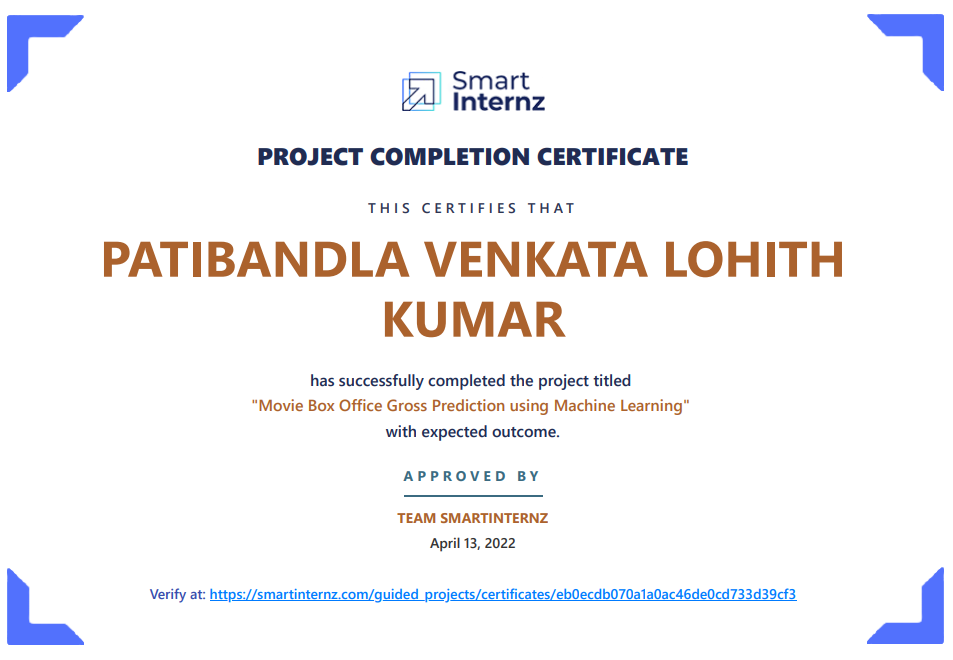 Smart
Internz
PROJECT COMPLETION CERTIFICATE
THIS CERTIFIES THAT
PATIBANDLA VENKATA LOHITH
KUMAR
has successfully completed the project titled
"Movie Box Office Gross Prediction using Machine Learning"
with expected outcome.
APPROVED BY
TEAM SMARTINTERNZ
April 13, 2022
Verify at: https://smartinternz.com/guided_projects/certificates/eb0ecdb070a1a0ac46de0cd733d39cf3